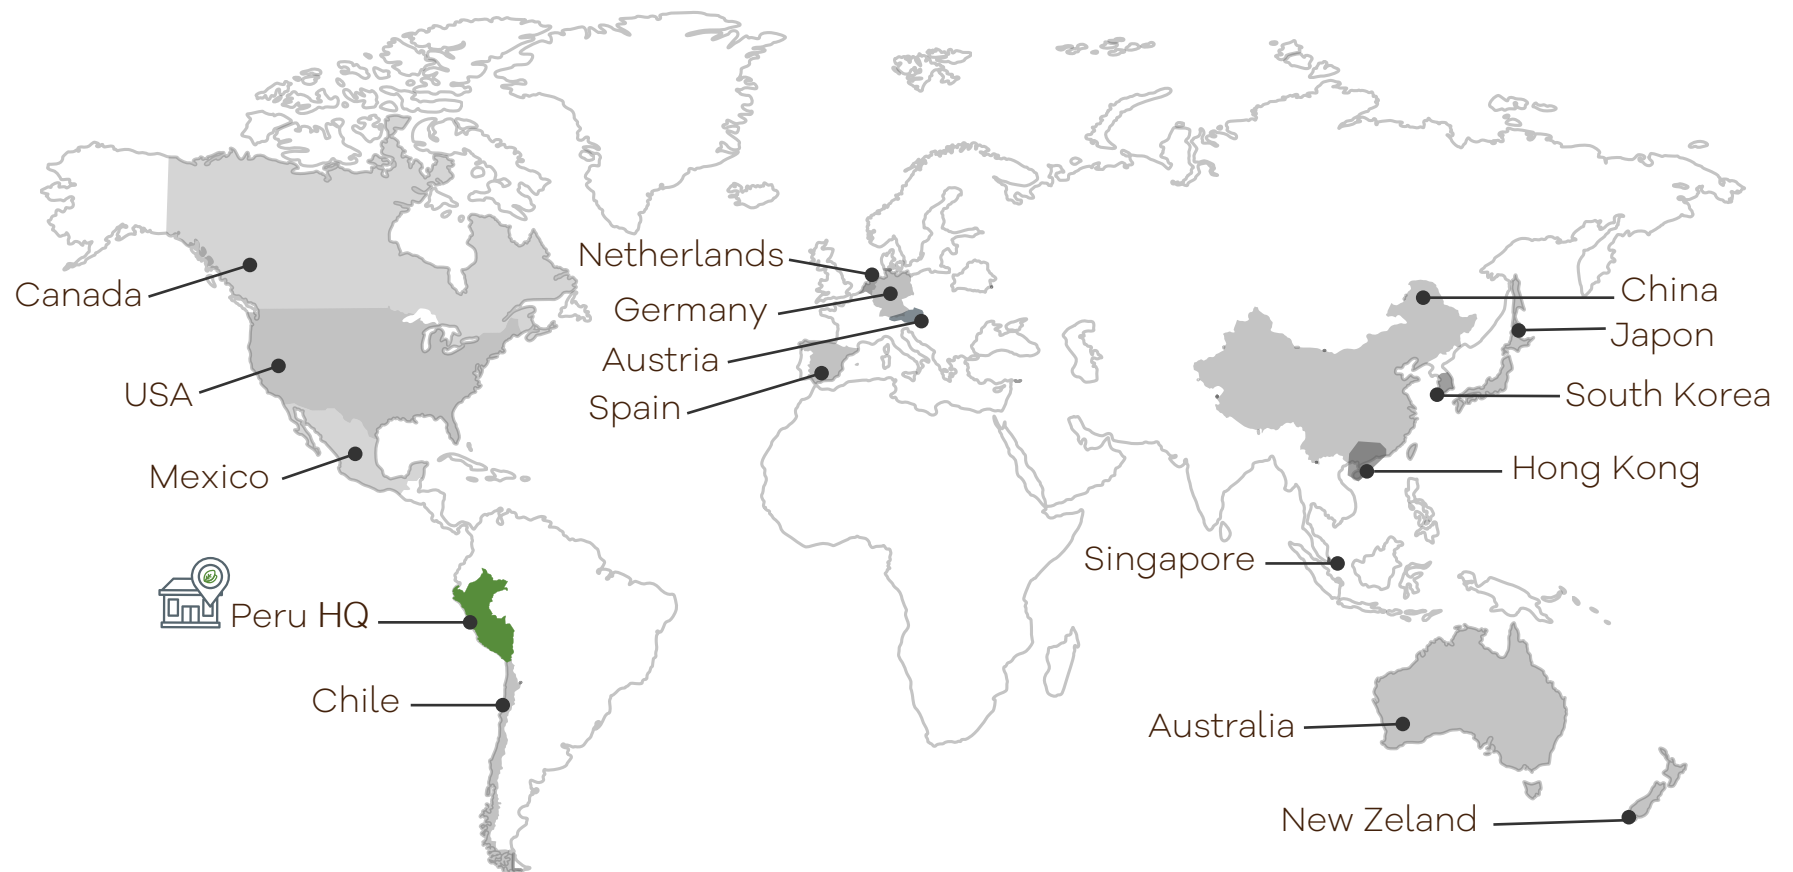 Netherlands
Canada
Germany
China
Japon
Austria
USA
Spain
South Korea
Mexico
Hong Kong
Singapore
Peru HQ
Chile
Australia
New Zeland